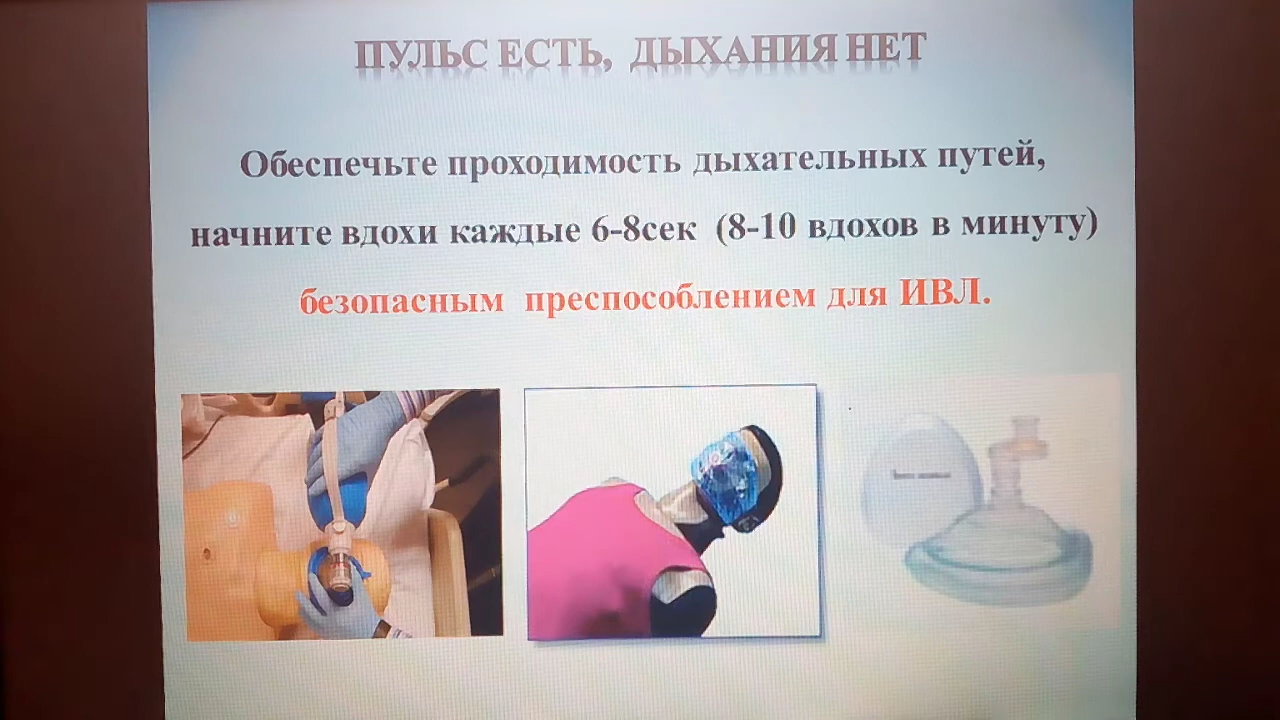 ПУЛЬС ЕСТЬ, ДЫХАНИЯ НЕТ
Обеспечьте проходимость дыхательных путей,
начните вдохи каждые 6-8сек (8-10 вдохов в минуту)
безопасным преспособлением для ИВЛ.